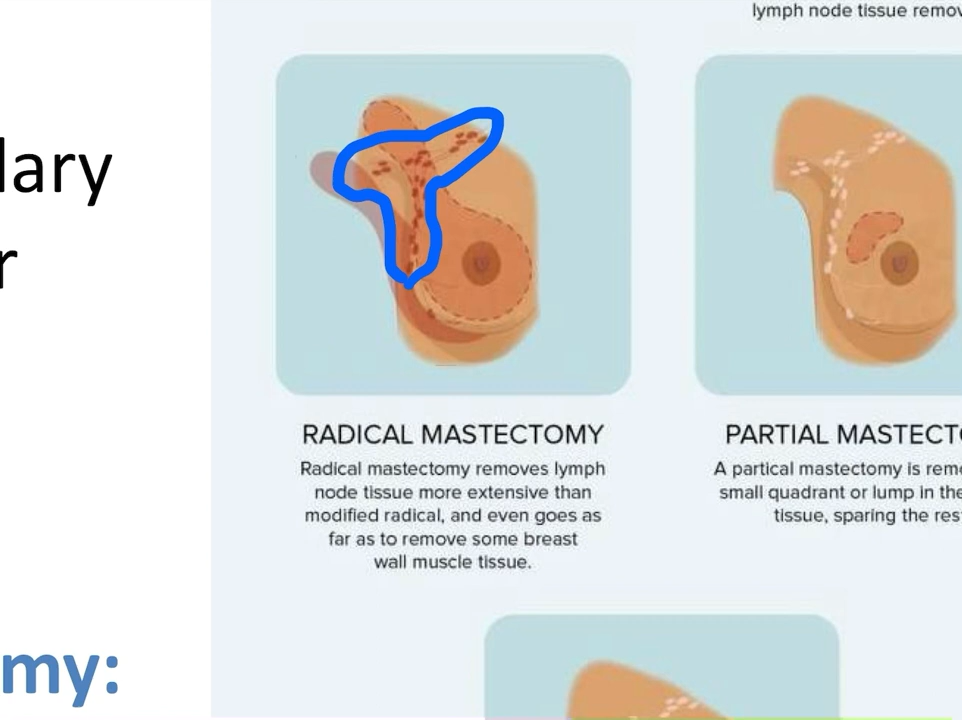 lymph node tissue remov
lary
r
RADICAL MASTECTOMY
Radical mastectomy removes lymph
node tissue more extensive than
modified radical, and even goes as
far as to remove some breast
wall muscle tissue.
PARTIAL MASTECTO
A partical mastectomy is reme
small quadrant or lump in the
tissue, sparing the res
my: